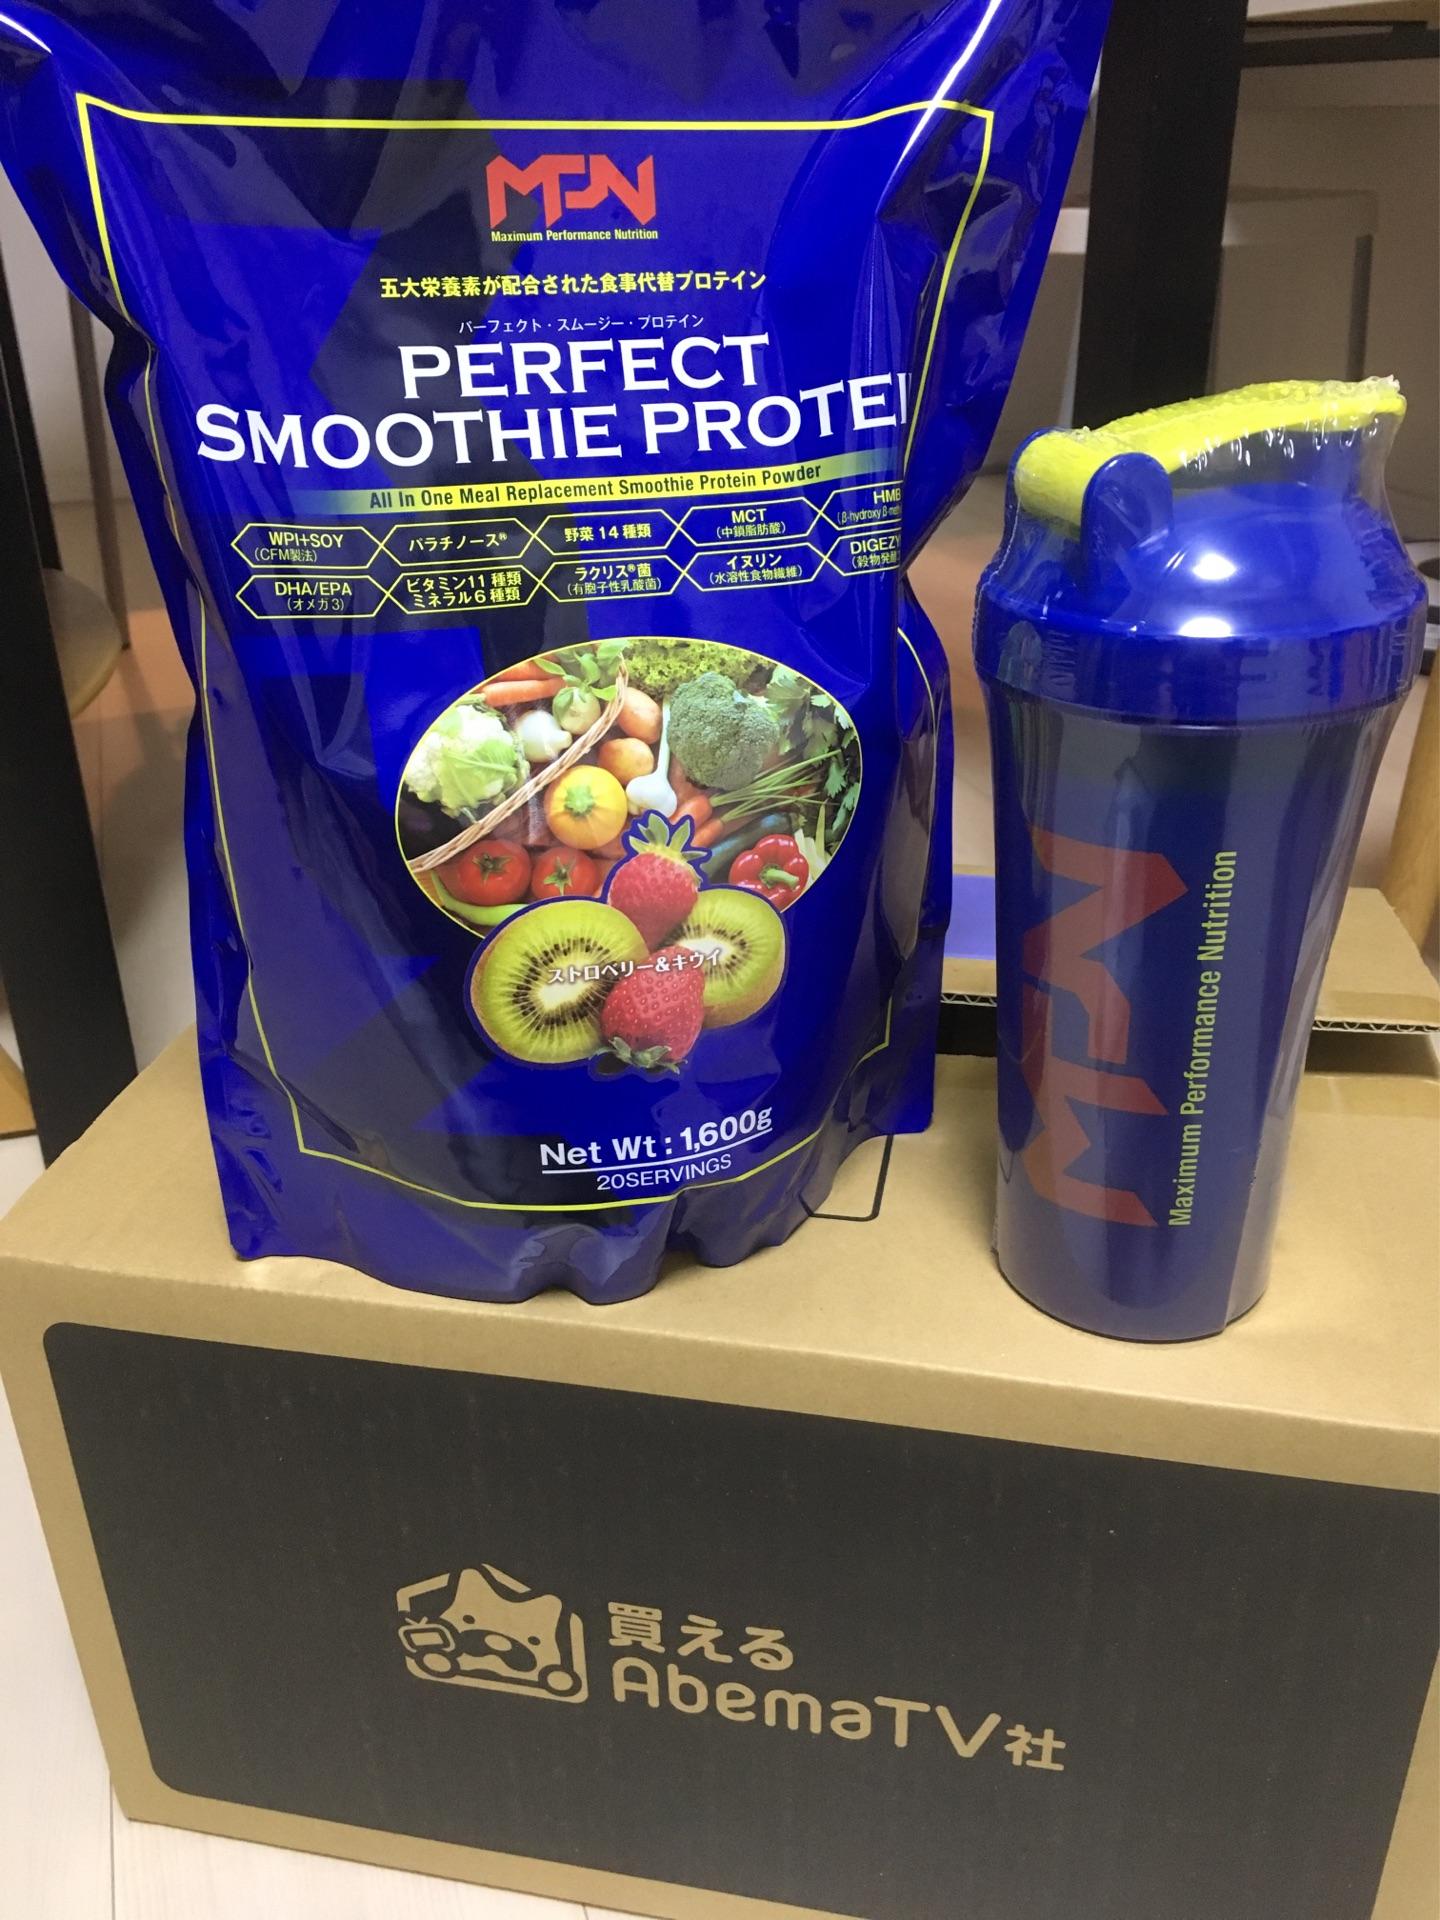 MPN
Maximum Performance Nutrition
五大栄養素が配合された食事代替プロテイン
パーフェクト・スムージー・プロテイン
PERFECT
SMOOTHIE PROTEI
All In One Meal Replacement Smoothie Protein Powder
WPI+SOY
(CFM製法)
パラチノース®
野菜14種類
MCT
(中鎖脂肪酸)
HMB
(β-hydroxy β-meth
DHA/EPA
(オメガ3)
ビタミン11種類
ミネラル6種類
ラクリス®菌
(有胞子性乳酸菌)
イヌリン
(水溶性食物繊維)
DIGEZY
(穀物発酵
ストロベリー&キウイ
Net Wt : 1,600g
20SERVINGS
MPN
Maximum Performance Nutrition
買える
AbemaTV社